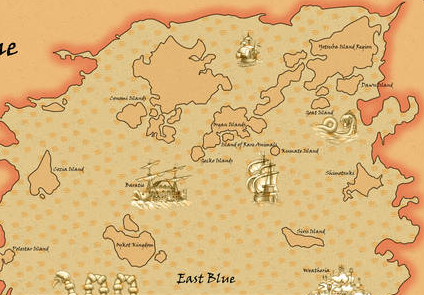 ue
Yotsuba Island Region
Dawn Island
Conomi Islands
Goat Island
Organ Islands
Island of Rare Animals
Kumate Island
Gecko Islands
Cozia Island
Shimotsuki
Baratie
Sixis Island
Oykot Kingdom
Polestar Island
Weatheria
East Blue